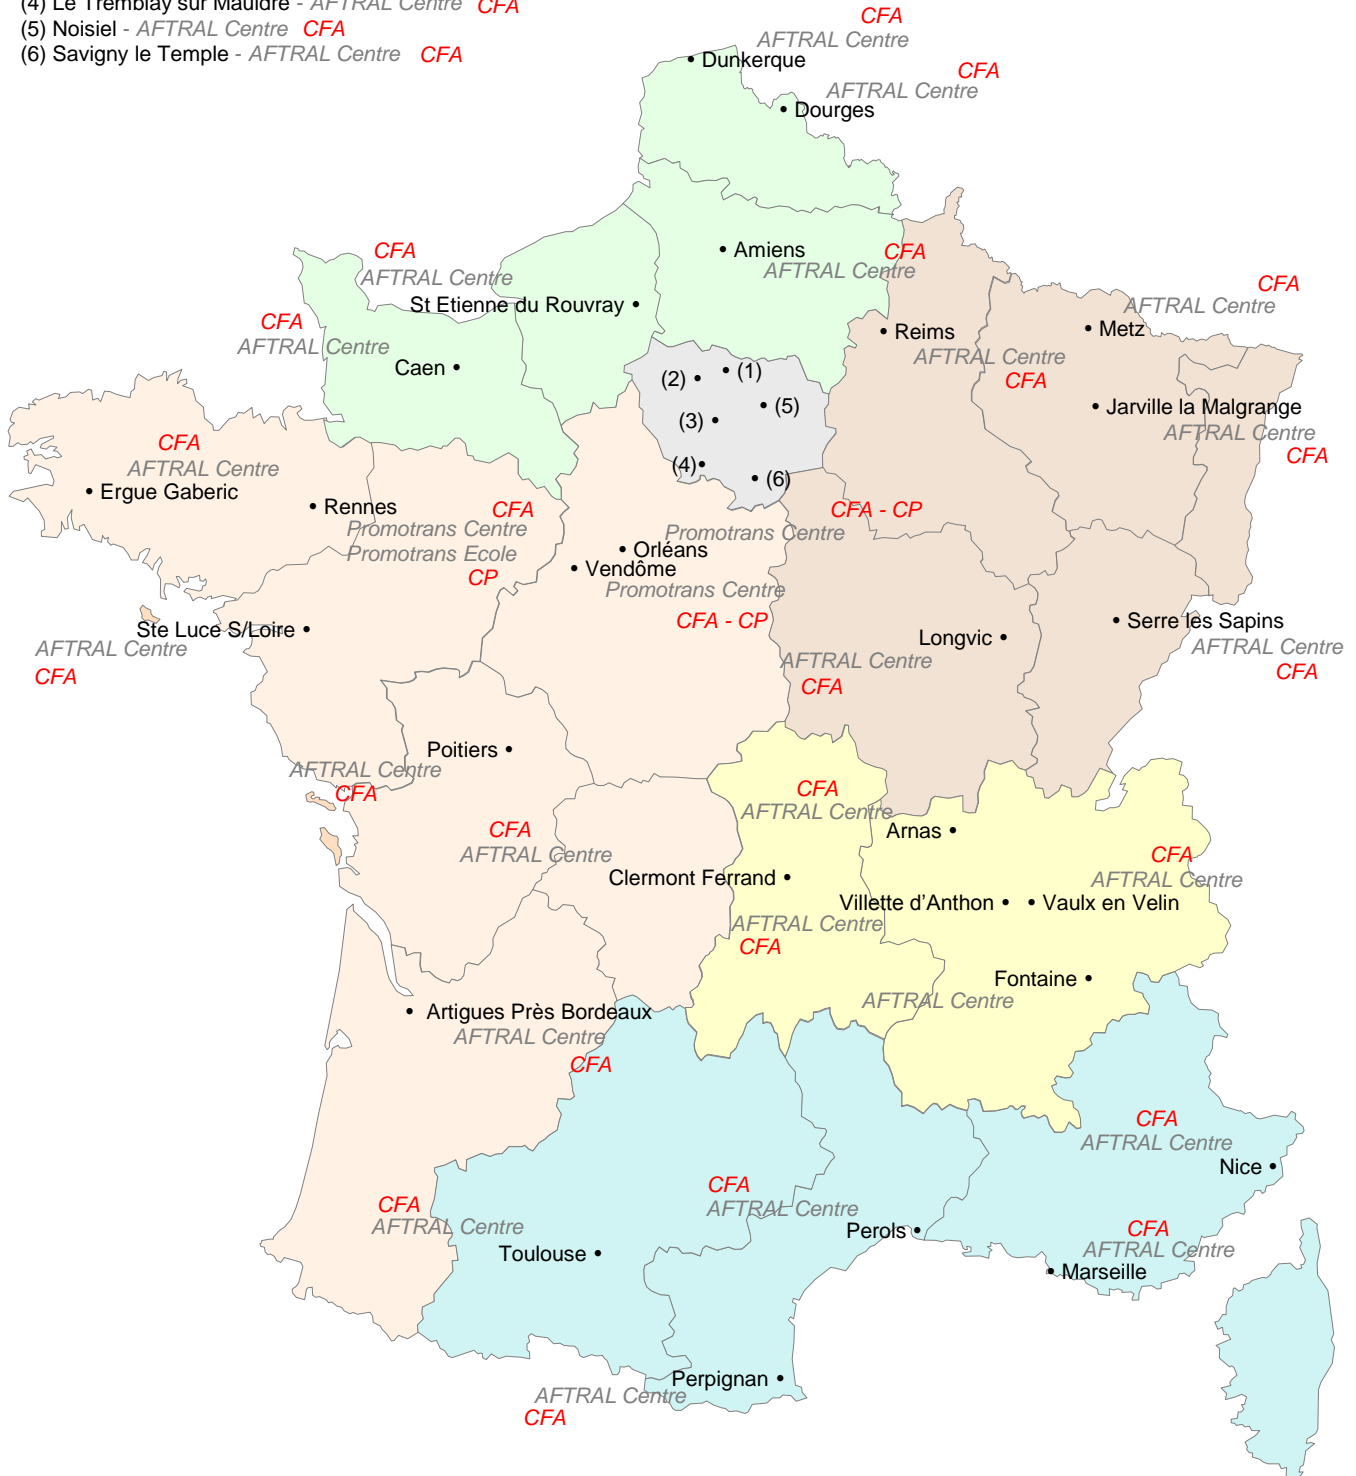 (4) Le Tremblay sur Mauldre - AFTRAL Centre CFA
(5) Noisiel - AFTRAL Centre CFA
(6) Savigny le Temple - AFTRAL Centre CFA
CFA
AFTRAL Centre
Dunkerque
CFA
AFTRAL Centre
Dourges
Amiens
CFA
AFTRAL Centre
CFA
AFTRAL Centre
St Etienne du Rouvray
CFA
AFTRAL Centre
Caen
CFA
AFTRAL Centre
Metz
Reims
AFTRAL Centre
CFA
(1)
(2)
(5)
(3)
(4)
(6)
Jarville la Malgrange
AFTRAL Centre
CFA
CFA
AFTRAL Centre
Ergue Gaberic
Rennes
CFA
Promotrans Centre
Promotrans Ecole
CP
CFA - CP
Promotrans Centre
Orléans
Vendôme
Promotrans Centre
CFA - CP
Ste Luce S/Loire
AFTRAL Centre
CFA
Longvic
AFTRAL Centre
CFA
Serre les Sapins
AFTRAL Centre
CFA
Poitiers
AFTRAL Centre
CFA
CFA
AFTRAL Centre
CFA
AFTRAL Centre
Arnas
CFA
AFTRAL Centre
Clermont Ferrand
Villette d’Anthon
Vaulx en Velin
AFTRAL Centre
CFA
Fontaine
AFTRAL Centre
Artigues Près Bordeaux
AFTRAL Centre
CFA
CFA
AFTRAL Centre
Nice
CFA
AFTRAL Centre
CFA
AFTRAL Centre
Perols
CFA
AFTRAL Centre
Toulouse
Marseille
Perpignan
AFTRAL Centre
CFA